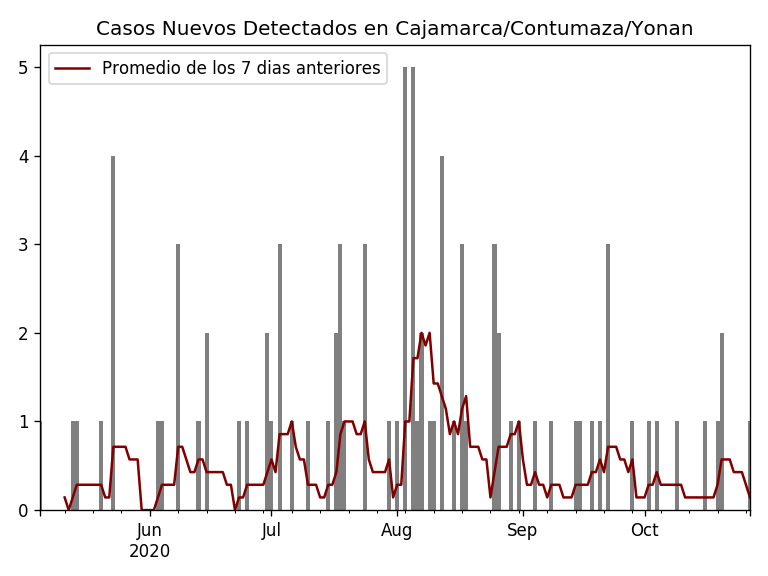 Casos Nuevos Detectados en Cajamarca/Contumaza/Yonan
Promedio de los 7 dias anteriores
5
4
3
2
1
0
Jun Jul Aug Sep Oct
2020